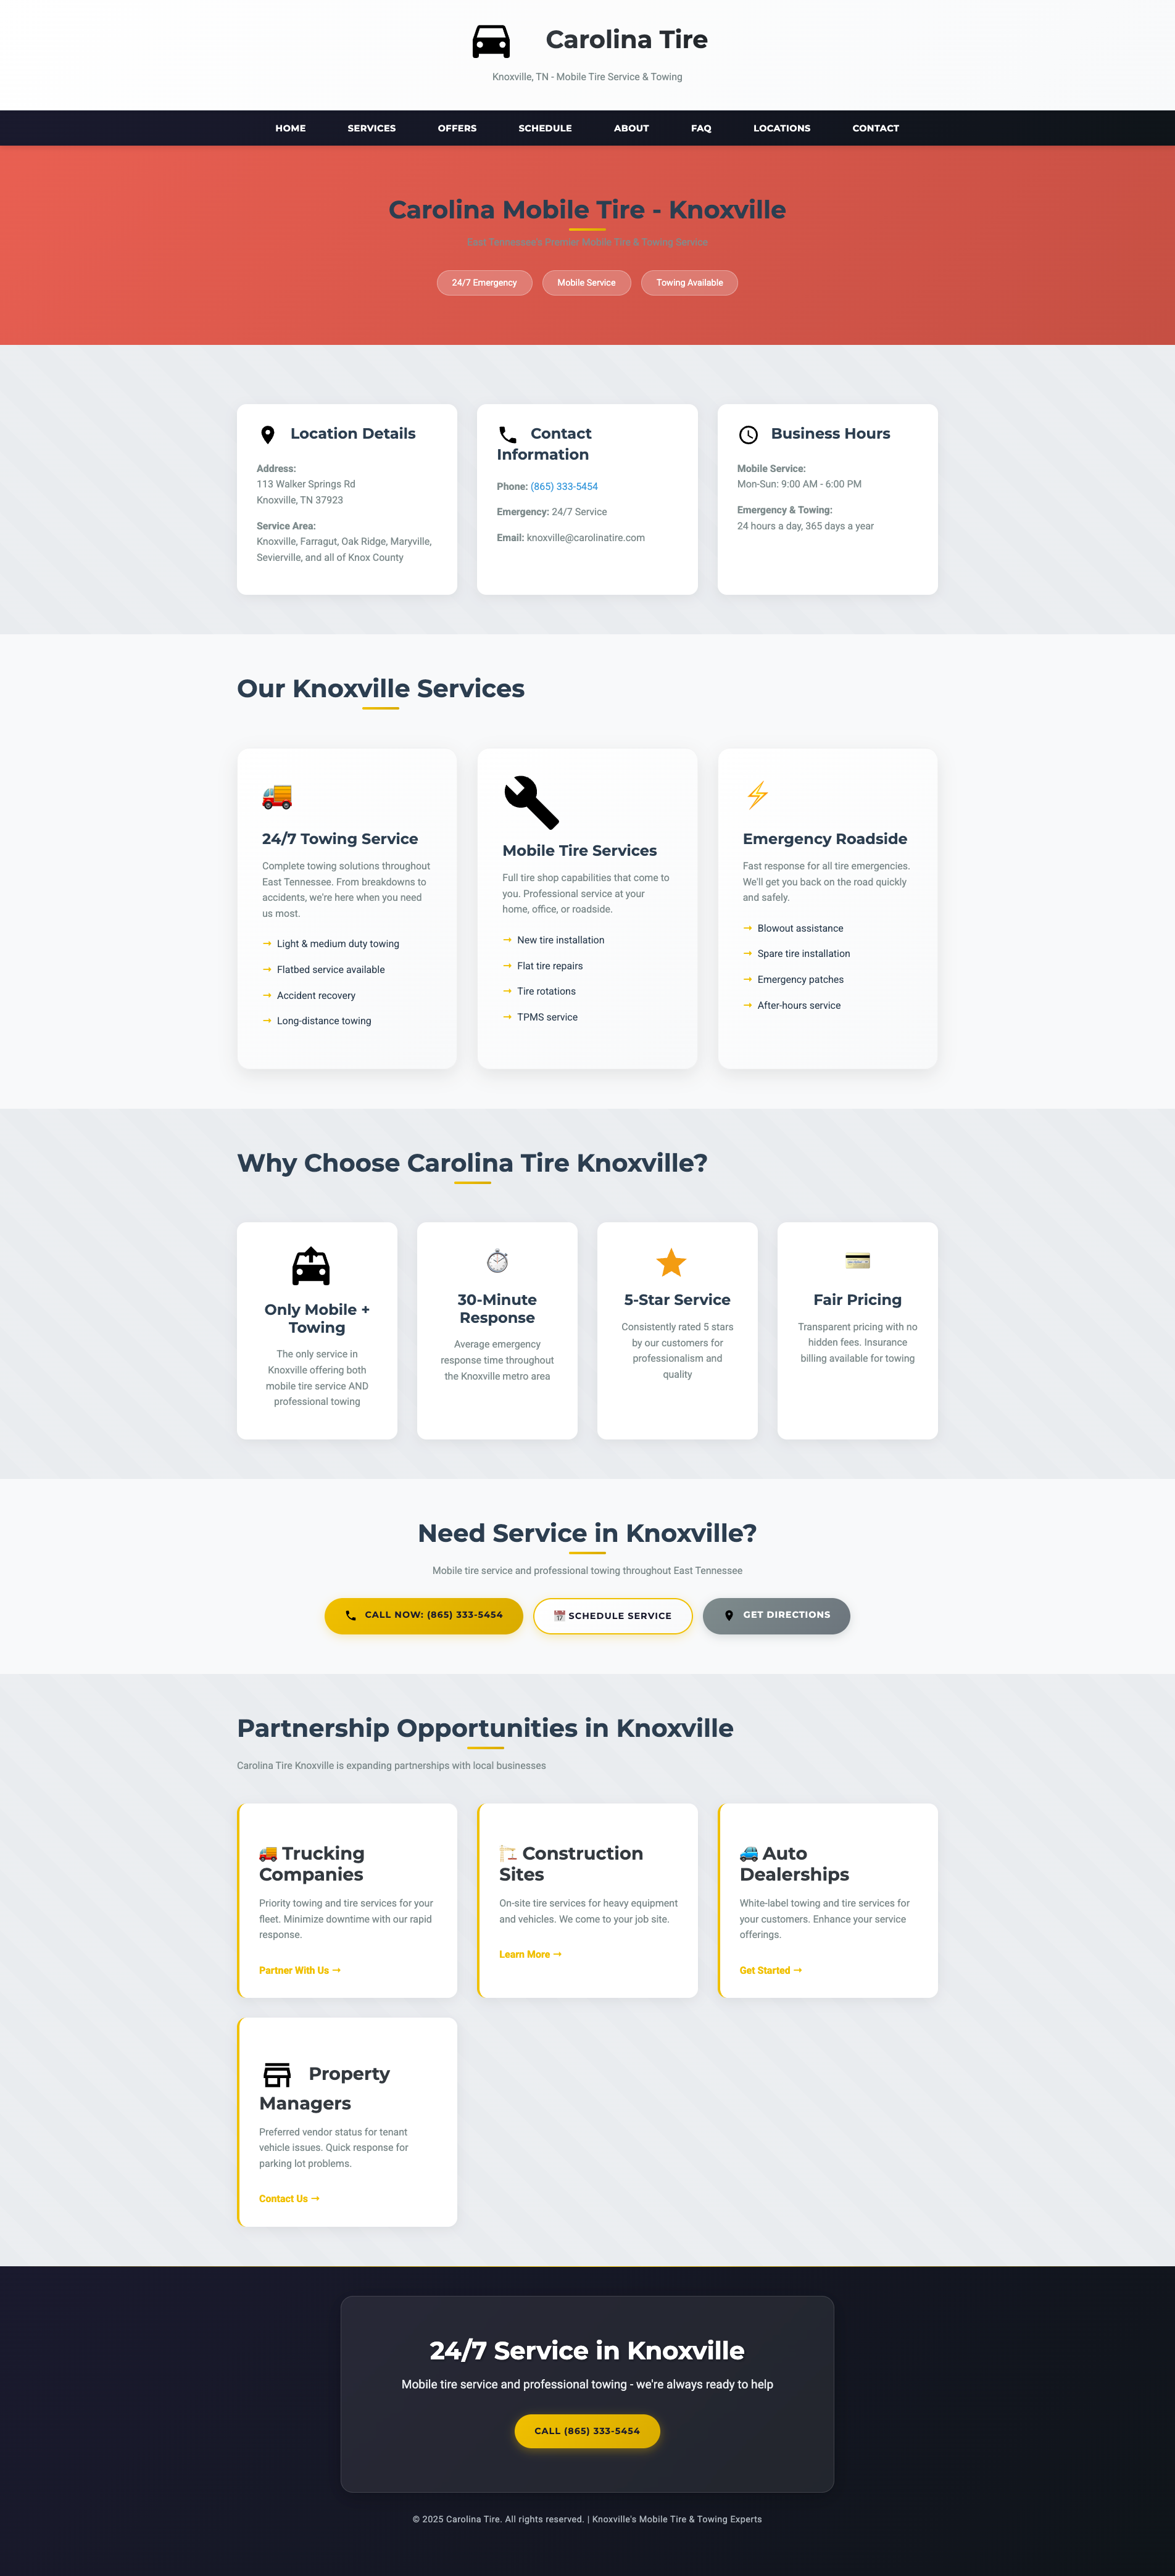 Carolina Tire
Knoxville, TN - Mobile Tire Service & Towing
HOME SERVICES OFFERS SCHEDULE ABOUT FAQ LOCATIONS CONTACT
Carolina Mobile Tire - Knoxville
East Tennessee's Premier Mobile Tire & Towing Service
24/7 Emergency
Mobile Service
Towing Available
Location Details
Address:
113 Walker Springs Rd
Knoxville, TN 37923
Service Area:
Knoxville, Farragut, Oak Ridge, Maryville,
Sevierville, and all of Knox County
Contact
Information
Phone: (865) 333-5454
Emergency: 24/7 Service
Email: knoxville@carolinatire.com
Business Hours
Mobile Service:
Mon-Sun: 9:00 AM - 6:00 PM
Emergency & Towing:
24 hours a day, 365 days a year
Our Knoxville Services
24/7 Towing Service
Complete towing solutions throughout
East Tennessee. From breakdowns to
accidents, we're here when you need
us most.
→ Light & medium duty towing
→ Flatbed service available
→ Accident recovery
→ Long-distance towing
Mobile Tire Services
Full tire shop capabilities that come to
you. Professional service at your
home, office, or roadside.
→ New tire installation
→ Flat tire repairs
→ Tire rotations
→ TPMS service
Emergency Roadside
Fast response for all tire emergencies.
We'll get you back on the road quickly
and safely.
→ Blowout assistance
→ Spare tire installation
→ Emergency patches
→ After-hours service
Why Choose Carolina Tire Knoxville?
Only Mobile +
Towing
The only service in
Knoxville offering both
mobile tire service AND
professional towing
30-Minute
Response
Average emergency
response time throughout
the Knoxville metro area
5-Star Service
Consistently rated 5 stars
by our customers for
professionalism and
quality
Fair Pricing
Transparent pricing with no
hidden fees. Insurance
billing available for towing
Need Service in Knoxville?
Mobile tire service and professional towing throughout East Tennessee
CALL NOW: (865) 333-5454
SCHEDULE SERVICE
GET DIRECTIONS
Partnership Opportunities in Knoxville
Carolina Tire Knoxville is expanding partnerships with local businesses
Trucking
Companies
Priority towing and tire services for your
fleet. Minimize downtime with our rapid
response.
Partner With Us →
Construction
Sites
On-site tire services for heavy equipment
and vehicles. We come to your job site.
Learn More →
Auto
Dealerships
White-label towing and tire services for
your customers. Enhance your service
offerings.
Get Started →
Property
Managers
Preferred vendor status for tenant
vehicle issues. Quick response for
parking lot problems.
Contact Us →
24/7 Service in Knoxville
Mobile tire service and professional towing - we're always ready to help
CALL (865) 333-5454
© 2025 Carolina Tire. All rights reserved. | Knoxville's Mobile Tire & Towing Experts